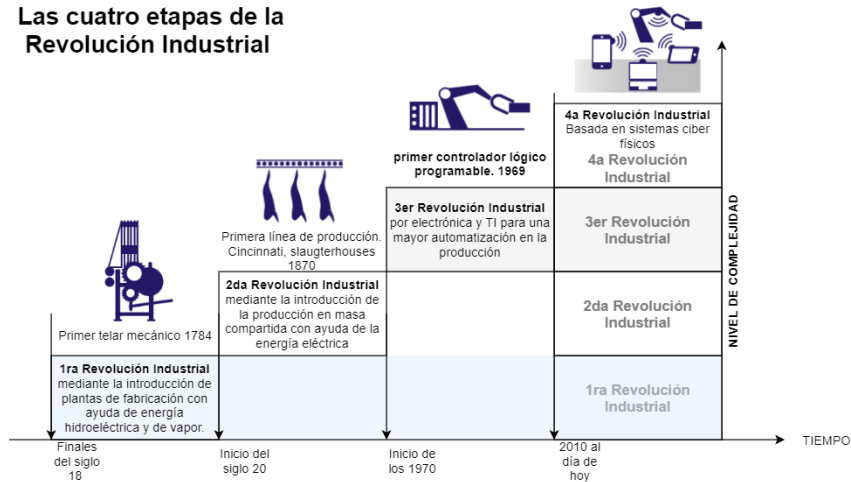 Las cuatro etapas de la
Revolución Industrial
4a Revolución Industrial
Basada en sistemas ciber
físicos
4a Revolución
Industrial
primer controlador lógico
programable. 1969
3er Revolución Industrial
por electrónica y TI para una
mayor automatización en la
producción
3er Revolución
Industrial
Primera línea de producción.
Cincinnati, slaugterhouses
1870
2da Revolución Industrial
mediante la introducción de
la producción en masa
compartida con ayuda de la
energía eléctrica
2da Revolución
Industrial
Primer telar mecánico 1784
1ra Revolución Industrial
mediante la introducción de
plantas de fabricación con
ayuda de energía
hidroeléctrica y de vapor.
1ra Revolución
Industrial
NIVEL DE COMPLEJIDAD
TIEMPO
Finales
del siglo
18
Inicio del
siglo 20
Inicio de
los 1970
2010 al
día de
hoy